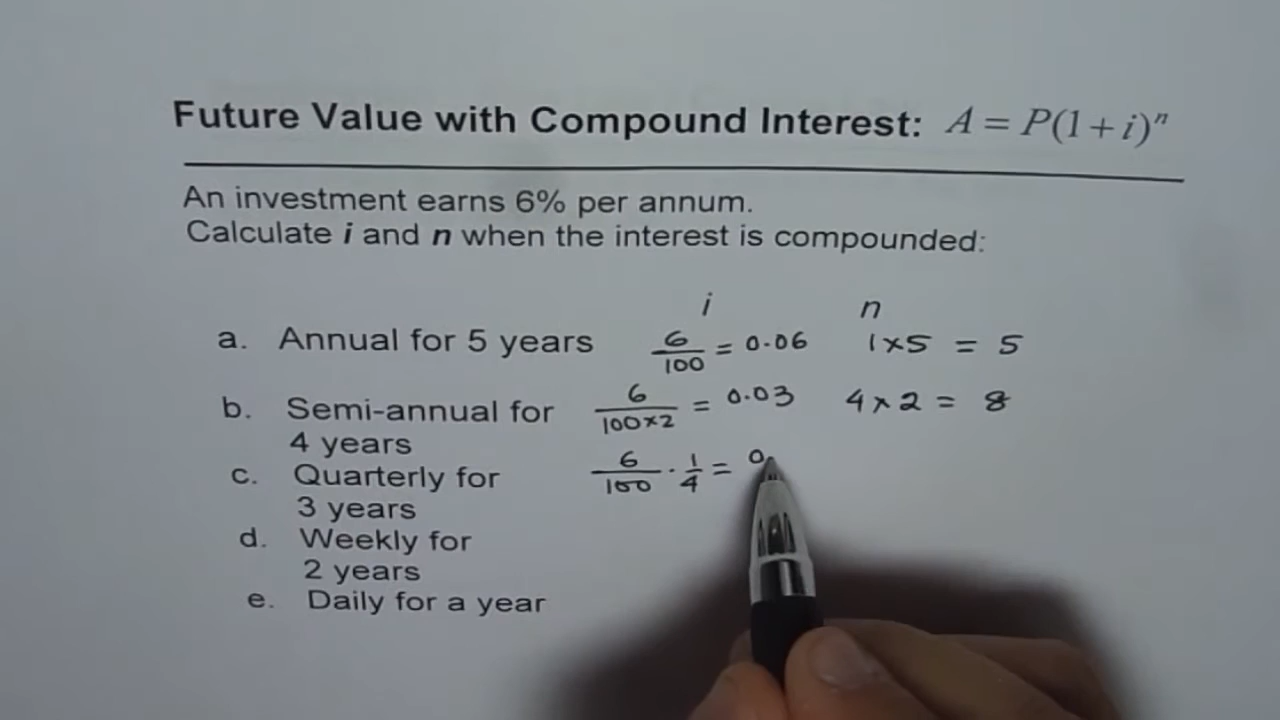 Future Value with Compound Interest: A = P(1+i)ⁿ
An investment earns 6% per annum.
Calculate i and n when the interest is compounded:
i n
a. Annual for 5 years 6/100 = 0.06 1×5 = 5
b. Semi-annual for 6/(100×2) = 0.03 4×2 = 8
4 years
c. Quarterly for 6/100 · 1/4 = 0.
3 years
d. Weekly for
2 years
e. Daily for a year